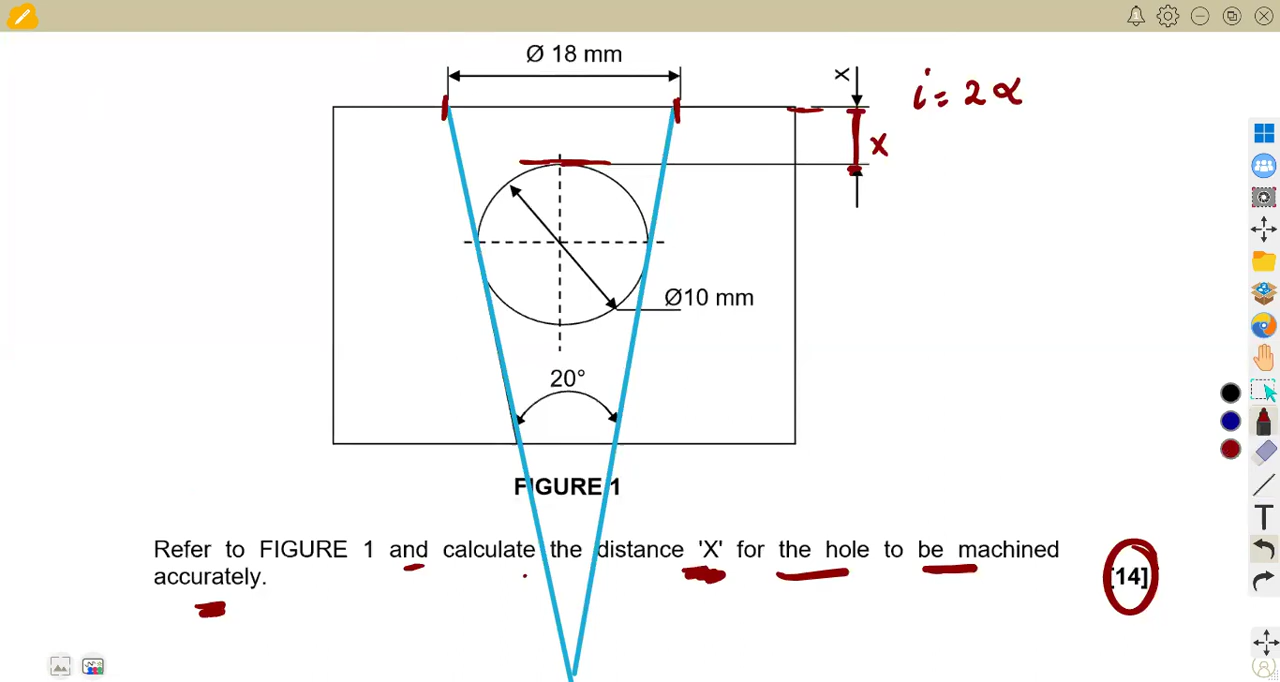 Ø 18 mm
X
i = 2α
X
Ø10 mm
20°
FIGURE 1
Refer to FIGURE 1 and calculate the distance 'X' for the hole to be machined
accurately.
[14]
T